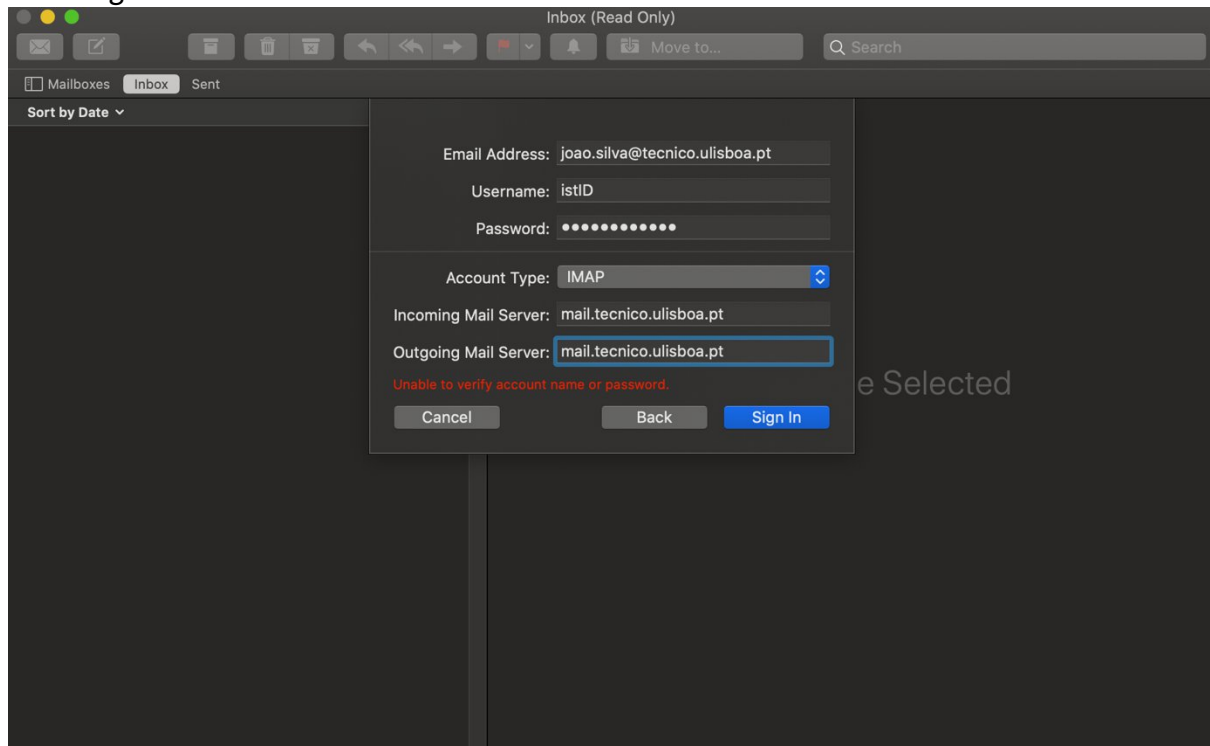 Inbox (Read Only)
Move to...
Search
Mailboxes Inbox Sent
Sort by Date
Email Address: joao.silva@tecnico.ulisboa.pt
Username: istID
Password: ••••••••••••
Account Type: IMAP
Incoming Mail Server: mail.tecnico.ulisboa.pt
Outgoing Mail Server: mail.tecnico.ulisboa.pt
Unable to verify account name or password.
e Selected
Cancel Back Sign In